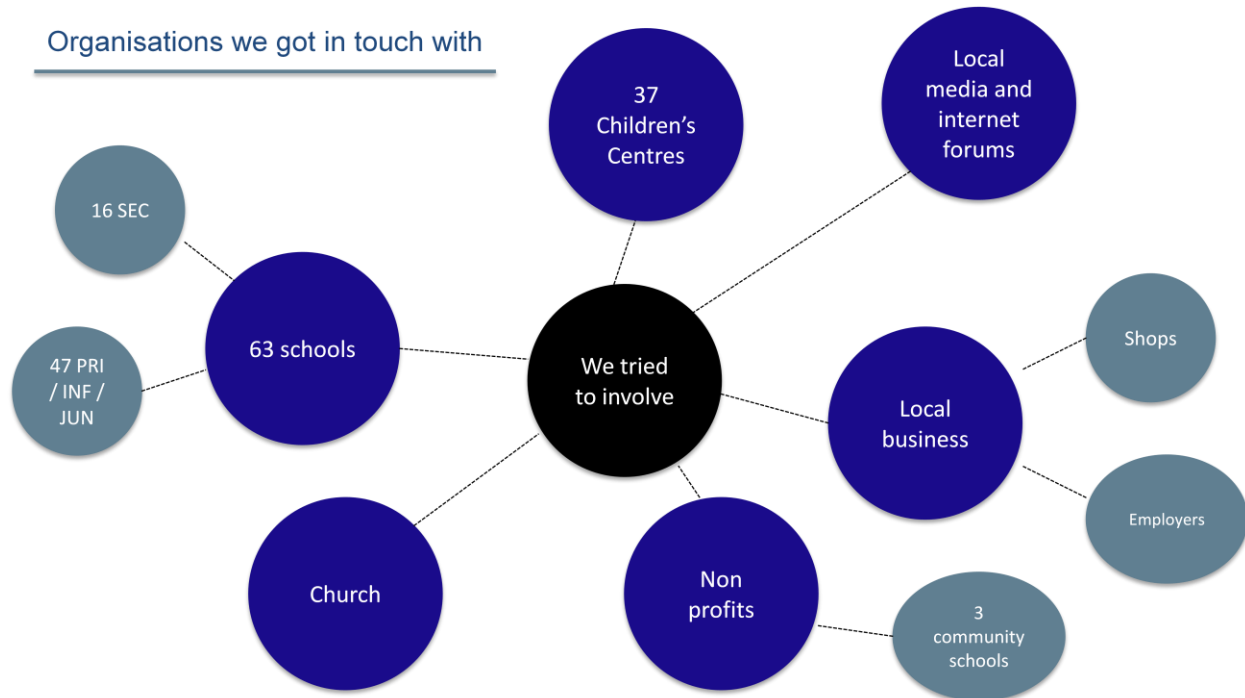 Organisations we got in touch with
37
Children’s
Centres
Local
media and
internet
forums
16 SEC
63 schools
47 PRI
/ INF /
JUN
We tried
to involve
Shops
Local
business
Employers
Church
Non
profits
3
community
schools